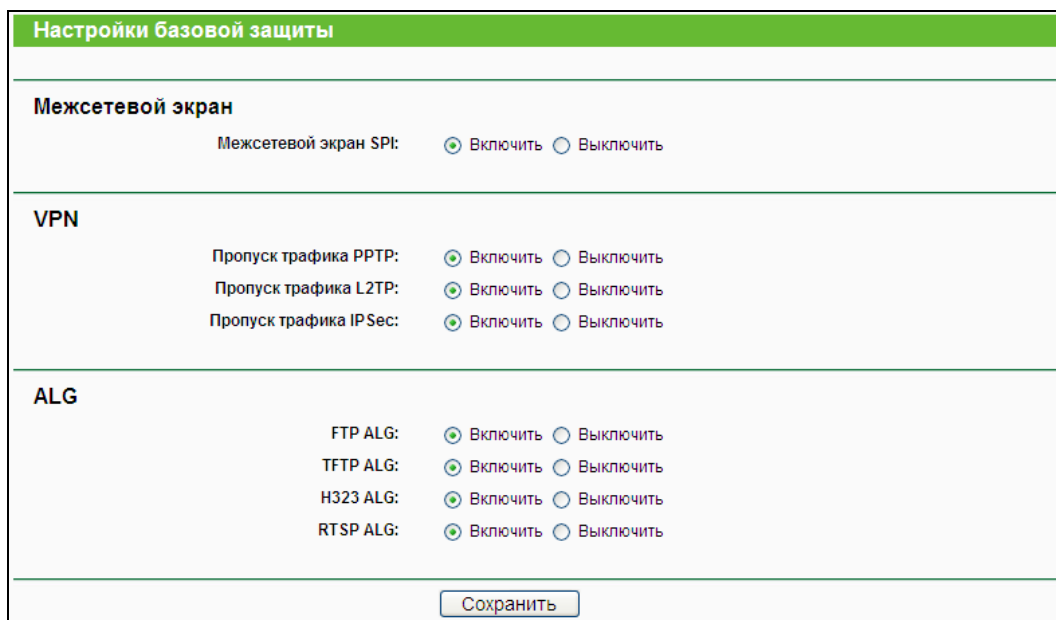 Настройки базовой защиты
Межсетевой экран
Межсетевой экран SPI: Включить Выключить
VPN
Пропуск трафика PPTP: Включить Выключить
Пропуск трафика L2TP: Включить Выключить
Пропуск трафика IPSec: Включить Выключить
ALG
FTP ALG: Включить Выключить
TFTP ALG: Включить Выключить
H323 ALG: Включить Выключить
RTSP ALG: Включить Выключить
Сохранить